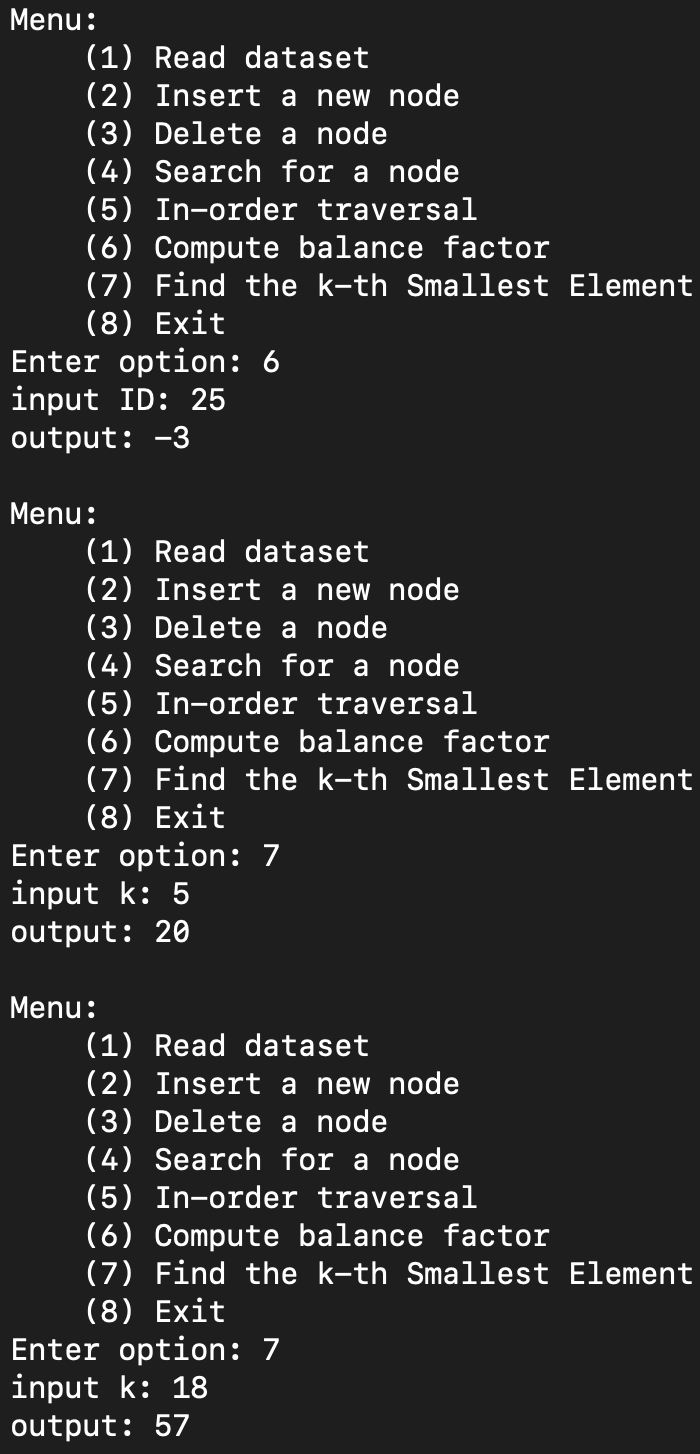 Menu:
    (1) Read dataset
    (2) Insert a new node
    (3) Delete a node
    (4) Search for a node
    (5) In-order traversal
    (6) Compute balance factor
    (7) Find the k-th Smallest Element
    (8) Exit
Enter option: 6
input ID: 25
output: -3

Menu:
    (1) Read dataset
    (2) Insert a new node
    (3) Delete a node
    (4) Search for a node
    (5) In-order traversal
    (6) Compute balance factor
    (7) Find the k-th Smallest Element
    (8) Exit
Enter option: 7
input k: 5
output: 20

Menu:
    (1) Read dataset
    (2) Insert a new node
    (3) Delete a node
    (4) Search for a node
    (5) In-order traversal
    (6) Compute balance factor
    (7) Find the k-th Smallest Element
    (8) Exit
Enter option: 7
input k: 18
output: 57